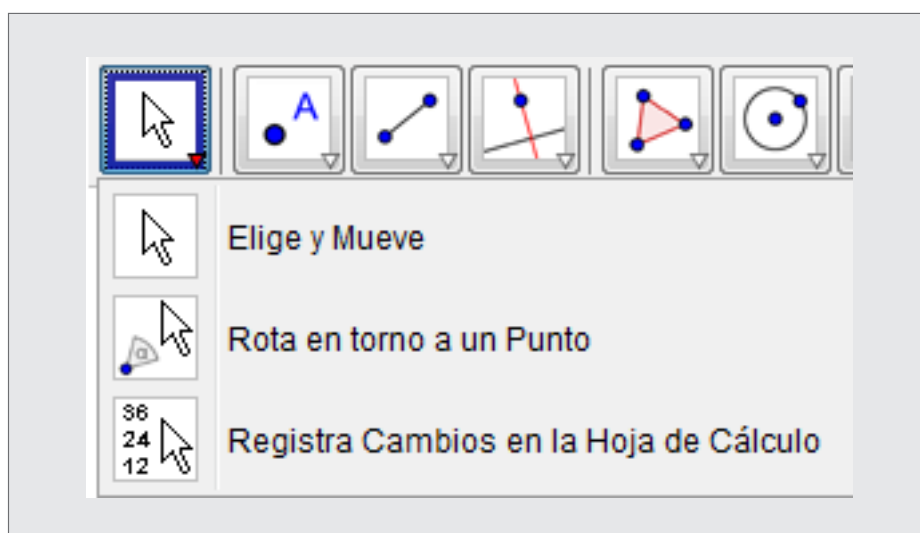 A
Elige y Mueve
α
Rota en torno a un Punto
36
24
12
Registra Cambios en la Hoja de Cálculo